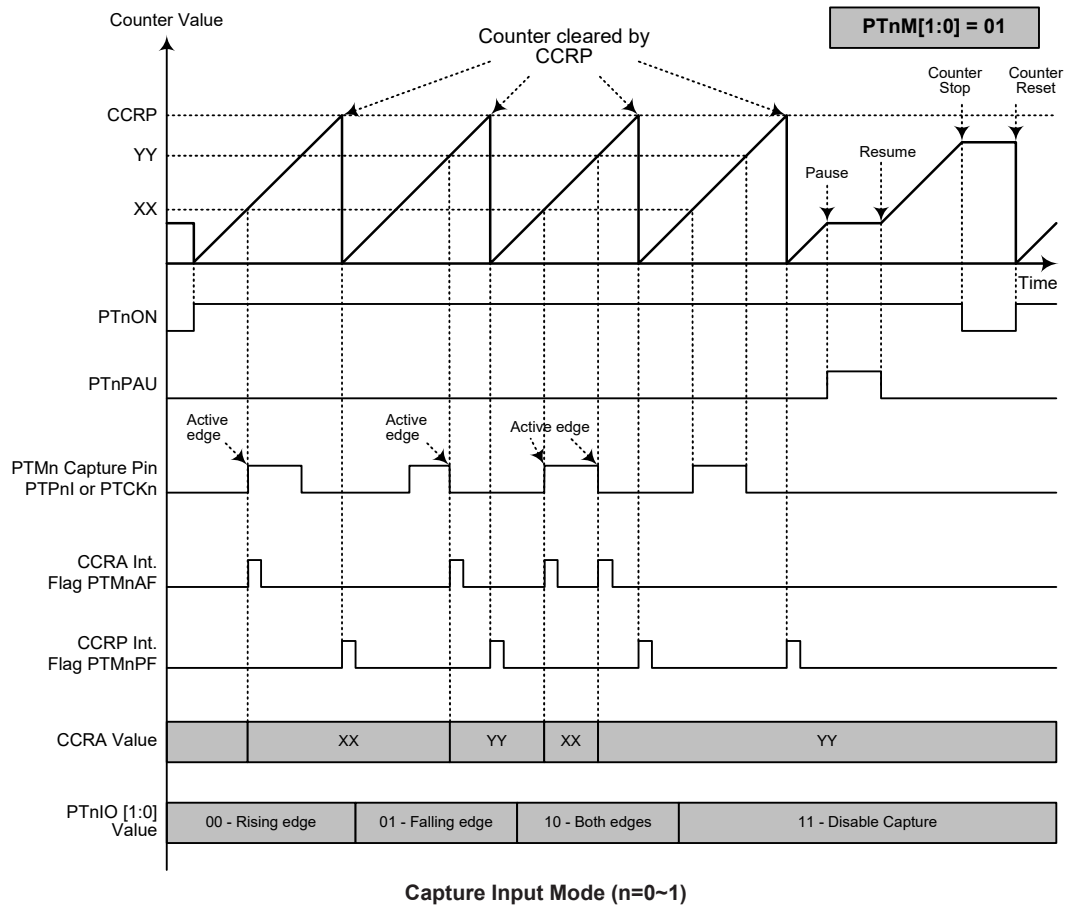 Counter Value
PTnM[1:0] = 01
Counter cleared by
CCRP
Counter
Stop
Counter
Reset
CCRP
YY
XX
Pause
Resume
Time
PTnON
PTnPAU
Active
edge
Active
edge
Active edge
PTMn Capture Pin
PTPnI or PTCKn
CCRA Int.
Flag PTMnAF
CCRP Int.
Flag PTMnPF
CCRA Value
XX
YY
XX
YY
PTnIO [1:0]
Value
00 - Rising edge
01 - Falling edge
10 - Both edges
11 - Disable Capture
Capture Input Mode (n=0~1)